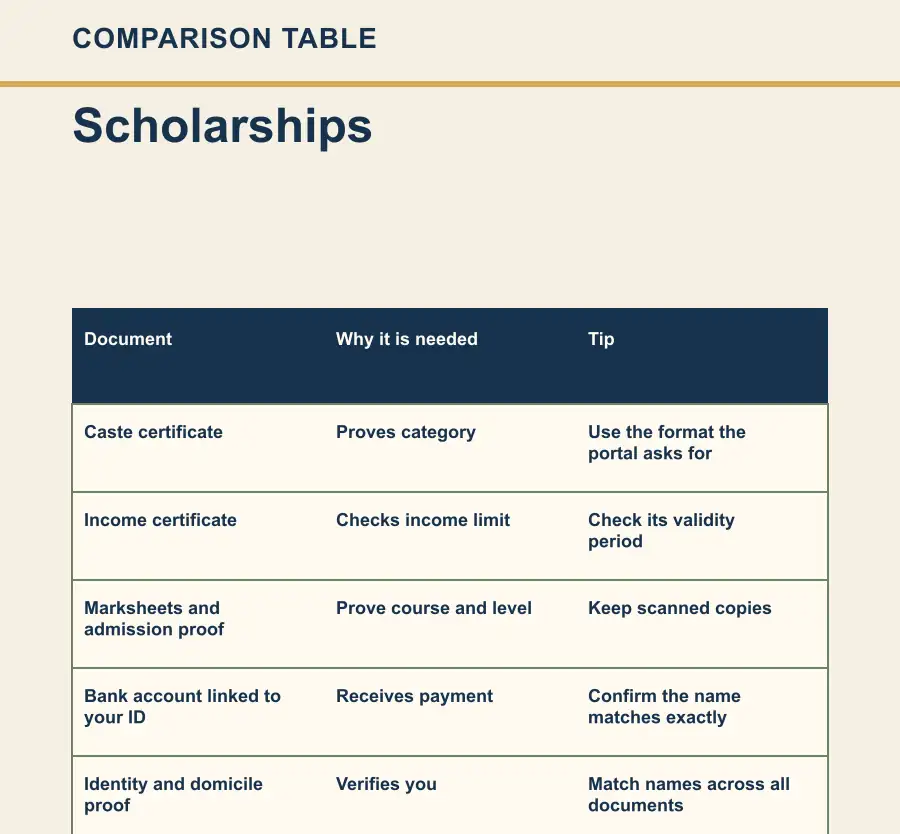 COMPARISON TABLE
Scholarships
Document Why it is needed Tip
Caste certificate Proves category Use the format the
portal asks for
Income certificate Checks income limit Check its validity
period
Marksheets and Prove course and level Keep scanned copies
admission proof
Bank account linked to Receives payment Confirm the name
your ID matches exactly
Identity and domicile Verifies you Match names across all
proof documents